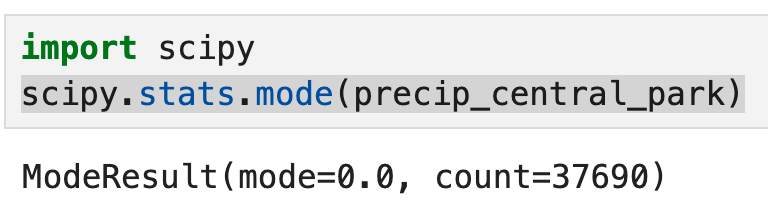 import scipy
scipy.stats.mode(precip_central_park)
ModeResult(mode=0.0, count=37690)